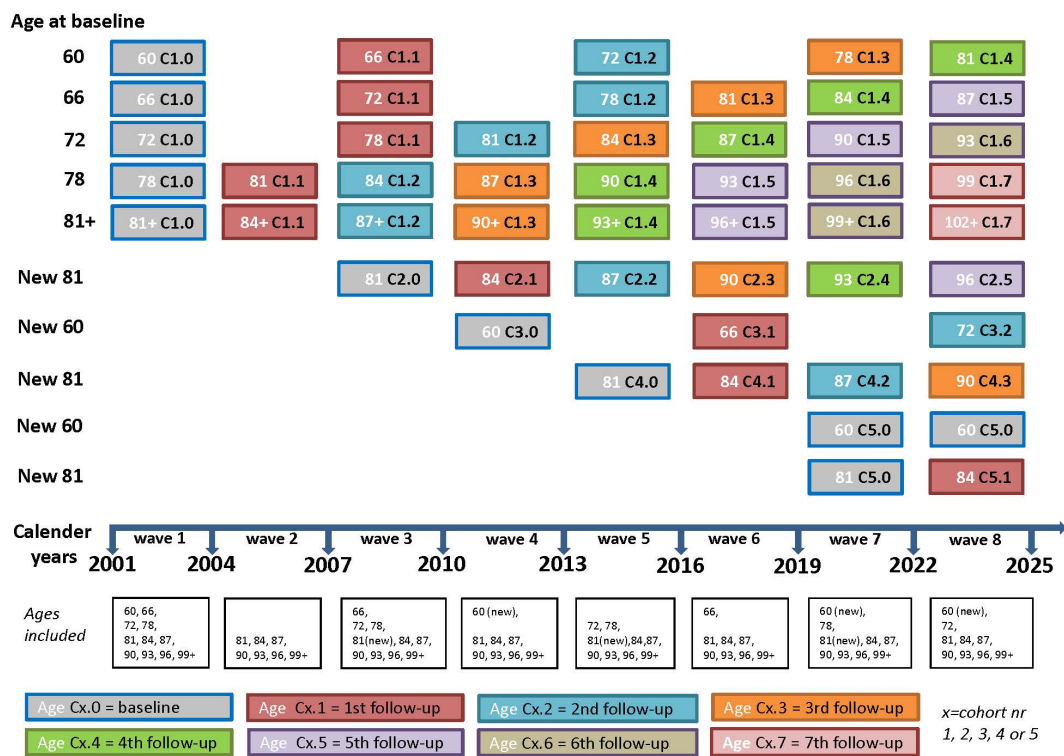 Age at baseline
60 60 C1.0 66 C1.1 72 C1.2 78 C1.3 81 C1.4
66 66 C1.0 72 C1.1 78 C1.2 81 C1.3 84 C1.4 87 C1.5
72 72 C1.0 78 C1.1 81 C1.2 84 C1.3 87 C1.4 90 C1.5 93 C1.6
78 78 C1.0 81 C1.1 84 C1.2 87 C1.3 90 C1.4 93 C1.5 96 C1.6 99 C1.7
81+ 81+ C1.0 84+ C1.1 87+ C1.2 90+ C1.3 93+ C1.4 96+ C1.5 99+ C1.6 102+ C1.7
New 81 81 C2.0 84 C2.1 87 C2.2 90 C2.3 93 C2.4 96 C2.5
New 60 60 C3.0 66 C3.1 72 C3.2
New 81 81 C4.0 84 C4.1 87 C4.2 90 C4.3
New 60 60 C5.0 60 C5.0
New 81 81 C5.0 84 C5.1
Calender
years
wave 1 wave 2 wave 3 wave 4 wave 5 wave 6 wave 7 wave 8
2001 2004 2007 2010 2013 2016 2019 2022 2025
Ages
included
60, 66,
72, 78,
81, 84, 87,
90, 93, 96, 99+
81, 84, 87,
90, 93, 96, 99+
66,
72, 78,
81(new), 84, 87,
90, 93, 96, 99+
60 (new),
81, 84, 87,
90, 93, 96, 99+
72, 78,
81(new),84,87,
90, 93, 96, 99+
66,
81, 84, 87,
90, 93, 96, 99+
60 (new),
78,
81(new), 84, 87,
90, 93, 96, 99+
60 (new),
72,
81, 84, 87,
90, 93, 96, 99+
Age Cx.0 = baseline Age Cx.1 = 1st follow-up Age Cx.2 = 2nd follow-up Age Cx.3 = 3rd follow-up
Age Cx.4 = 4th follow-up Age Cx.5 = 5th follow-up Age Cx.6 = 6th follow-up Age Cx.7 = 7th follow-up
x=cohort nr
1, 2, 3, 4 or 5